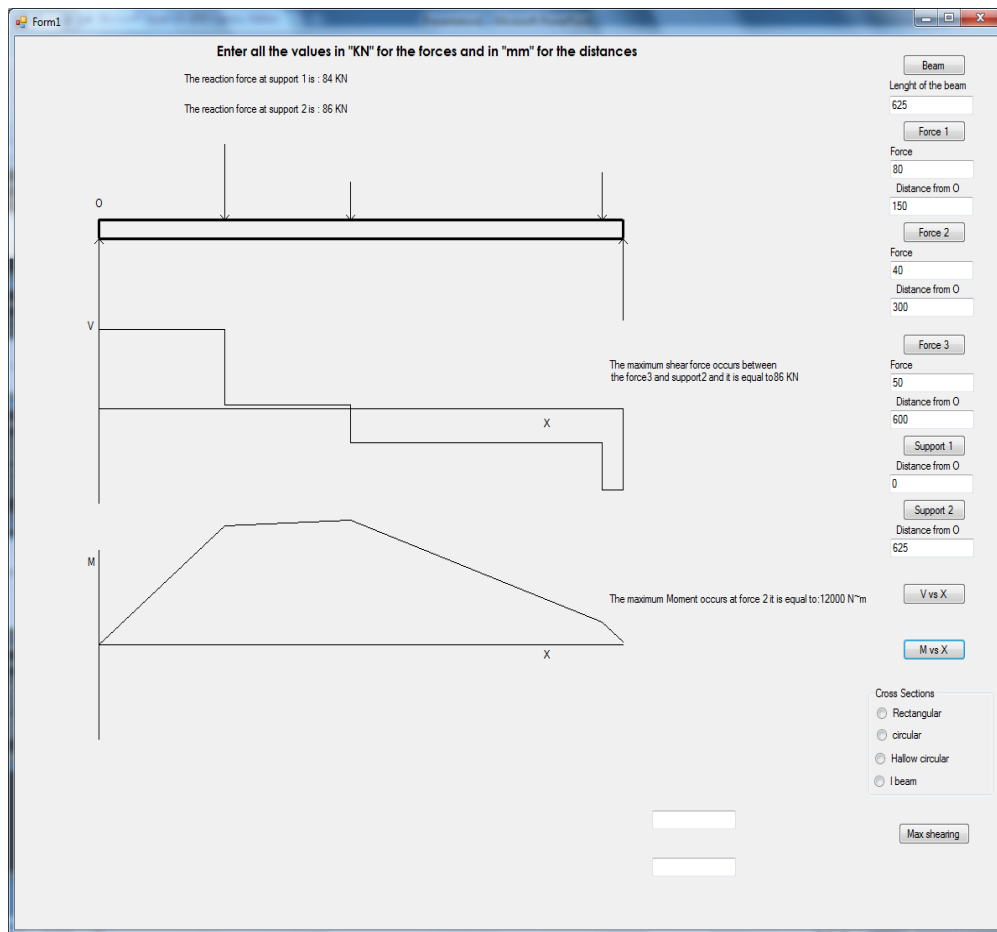 Form1
Enter all the values in "KN" for the forces and in "mm" for the distances
The reaction force at support 1 is : 84 KN
The reaction force at support 2 is : 86 KN
O
V
X
The maximum shear force occurs between
the force3 and support2 and it is equal to86 KN
M
X
The maximum Moment occurs at force 2 it is equal to:12000 N~m
Beam
Lenght of the beam
625
Force 1
Force
80
Distance from O
150
Force 2
Force
40
Distance from O
300
Force 3
Force
50
Distance from O
600
Support 1
Distance from O
0
Support 2
Distance from O
625
V vs X
M vs X
Cross Sections
Rectangular
circular
Hallow circular
I beam
Max shearing